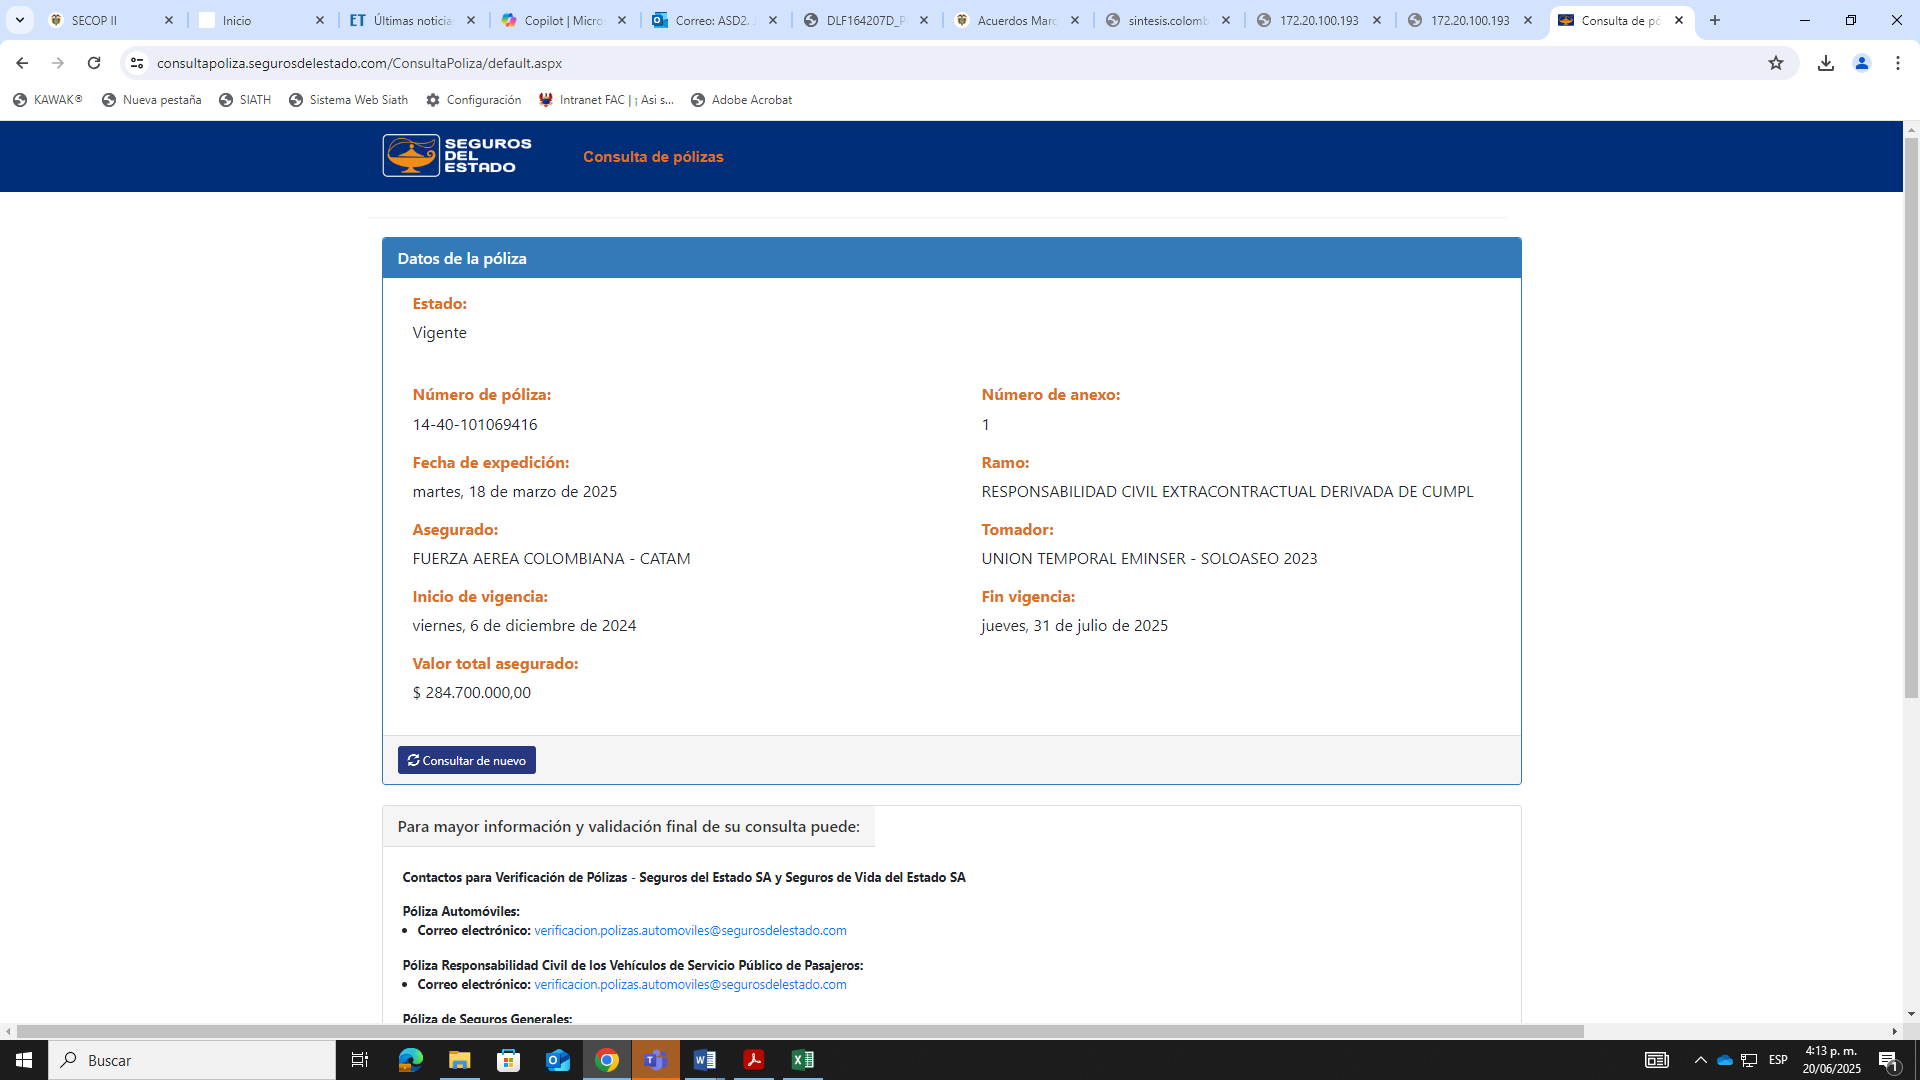 SECOP II
Inicio
ET Últimas noticia
Copilot | Micro
Correo: ASD2.
DLF164207D_P
Acuerdos Marc
sintesis.colomb
172.20.100.193
172.20.100.193
Consulta de pó
consultapoliza.segurosdelestado.com/ConsultaPoliza/default.aspx
KAWAK®
Nueva pestaña
SIATH
Sistema Web Siath
Configuración
Intranet FAC | ¡ Asi s...
Adobe Acrobat
SEGUROS
DEL
ESTADO
Consulta de pólizas
Datos de la póliza
Estado:
Vigente
Número de póliza:
14-40-101069416
Número de anexo:
1
Fecha de expedición:
martes, 18 de marzo de 2025
Ramo:
RESPONSABILIDAD CIVIL EXTRACONTRACTUAL DERIVADA DE CUMPL
Asegurado:
FUERZA AEREA COLOMBIANA - CATAM
Tomador:
UNION TEMPORAL EMINSER - SOLOASEO 2023
Inicio de vigencia:
viernes, 6 de diciembre de 2024
Fin vigencia:
jueves, 31 de julio de 2025
Valor total asegurado:
$ 284.700.000,00
Consultar de nuevo
Para mayor información y validación final de su consulta puede:
Contactos para Verificación de Pólizas - Seguros del Estado SA y Seguros de Vida del Estado SA
Póliza Automóviles:
• Correo electrónico: verificacion.polizas.automoviles@segurosdelestado.com
Póliza Responsabilidad Civil de los Vehículos de Servicio Público de Pasajeros:
• Correo electrónico: verificacion.polizas.automoviles@segurosdelestado.com
Póliza de Seguros Generales:
Buscar
ESP
4:13 p. m.
20/06/2025
1